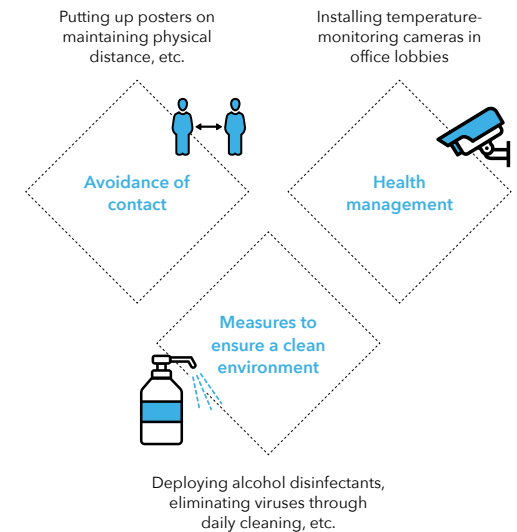 Putting up posters on
maintaining physical
distance, etc.
Installing temperature-
monitoring cameras in
office lobbies
Avoidance of
contact
Health
management
Measures to
ensure a clean
environment
Deploying alcohol disinfectants,
eliminating viruses through
daily cleaning, etc.